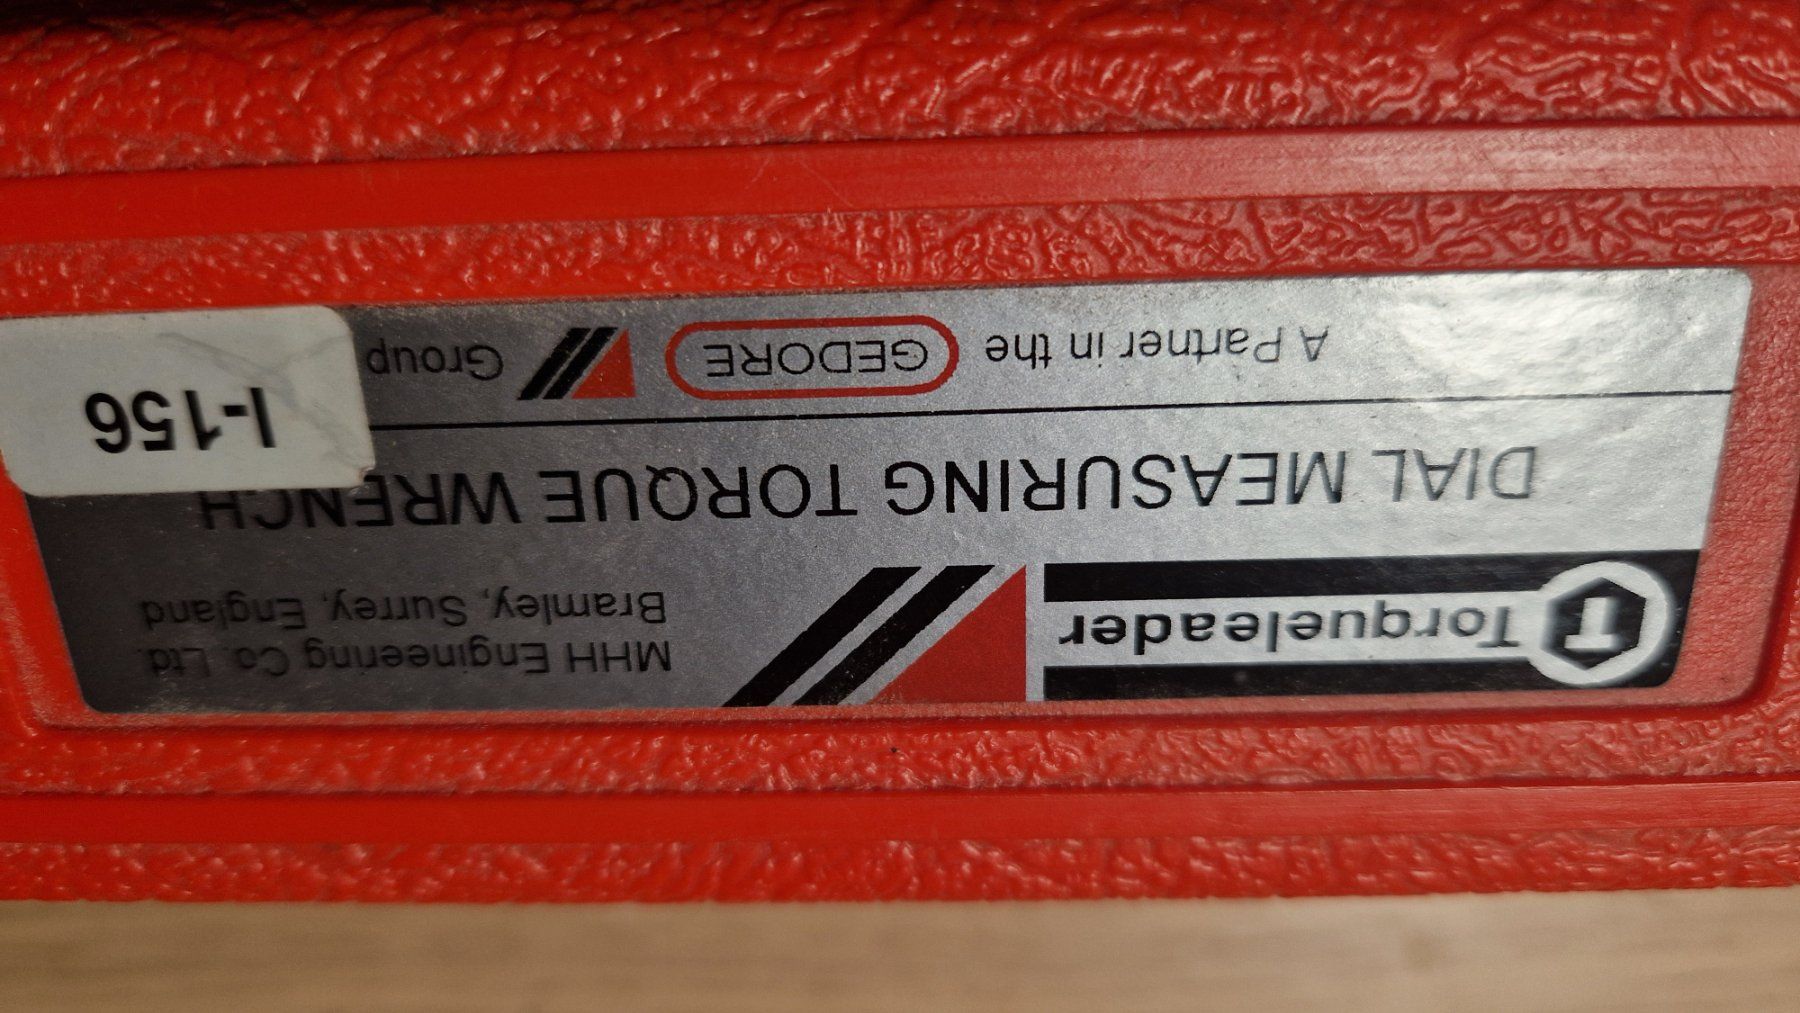 Torqueleader
MHH Engineering Co. Ltd.
Bramley, Surrey, England
DIAL MEASURING TORQUE WRENCH
A Partner in the GEDORE Group
I-156